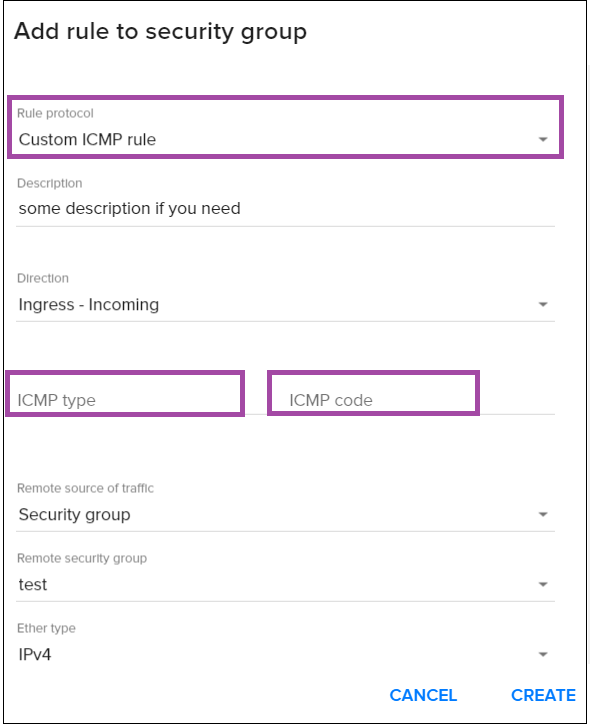 Add rule to security group
Rule protocol
Custom ICMP rule
Description
some description if you need
Direction
Ingress - Incoming
ICMP type
ICMP code
Remote source of traffic
Security group
Remote security group
test
Ether type
IPv4
CANCEL
CREATE